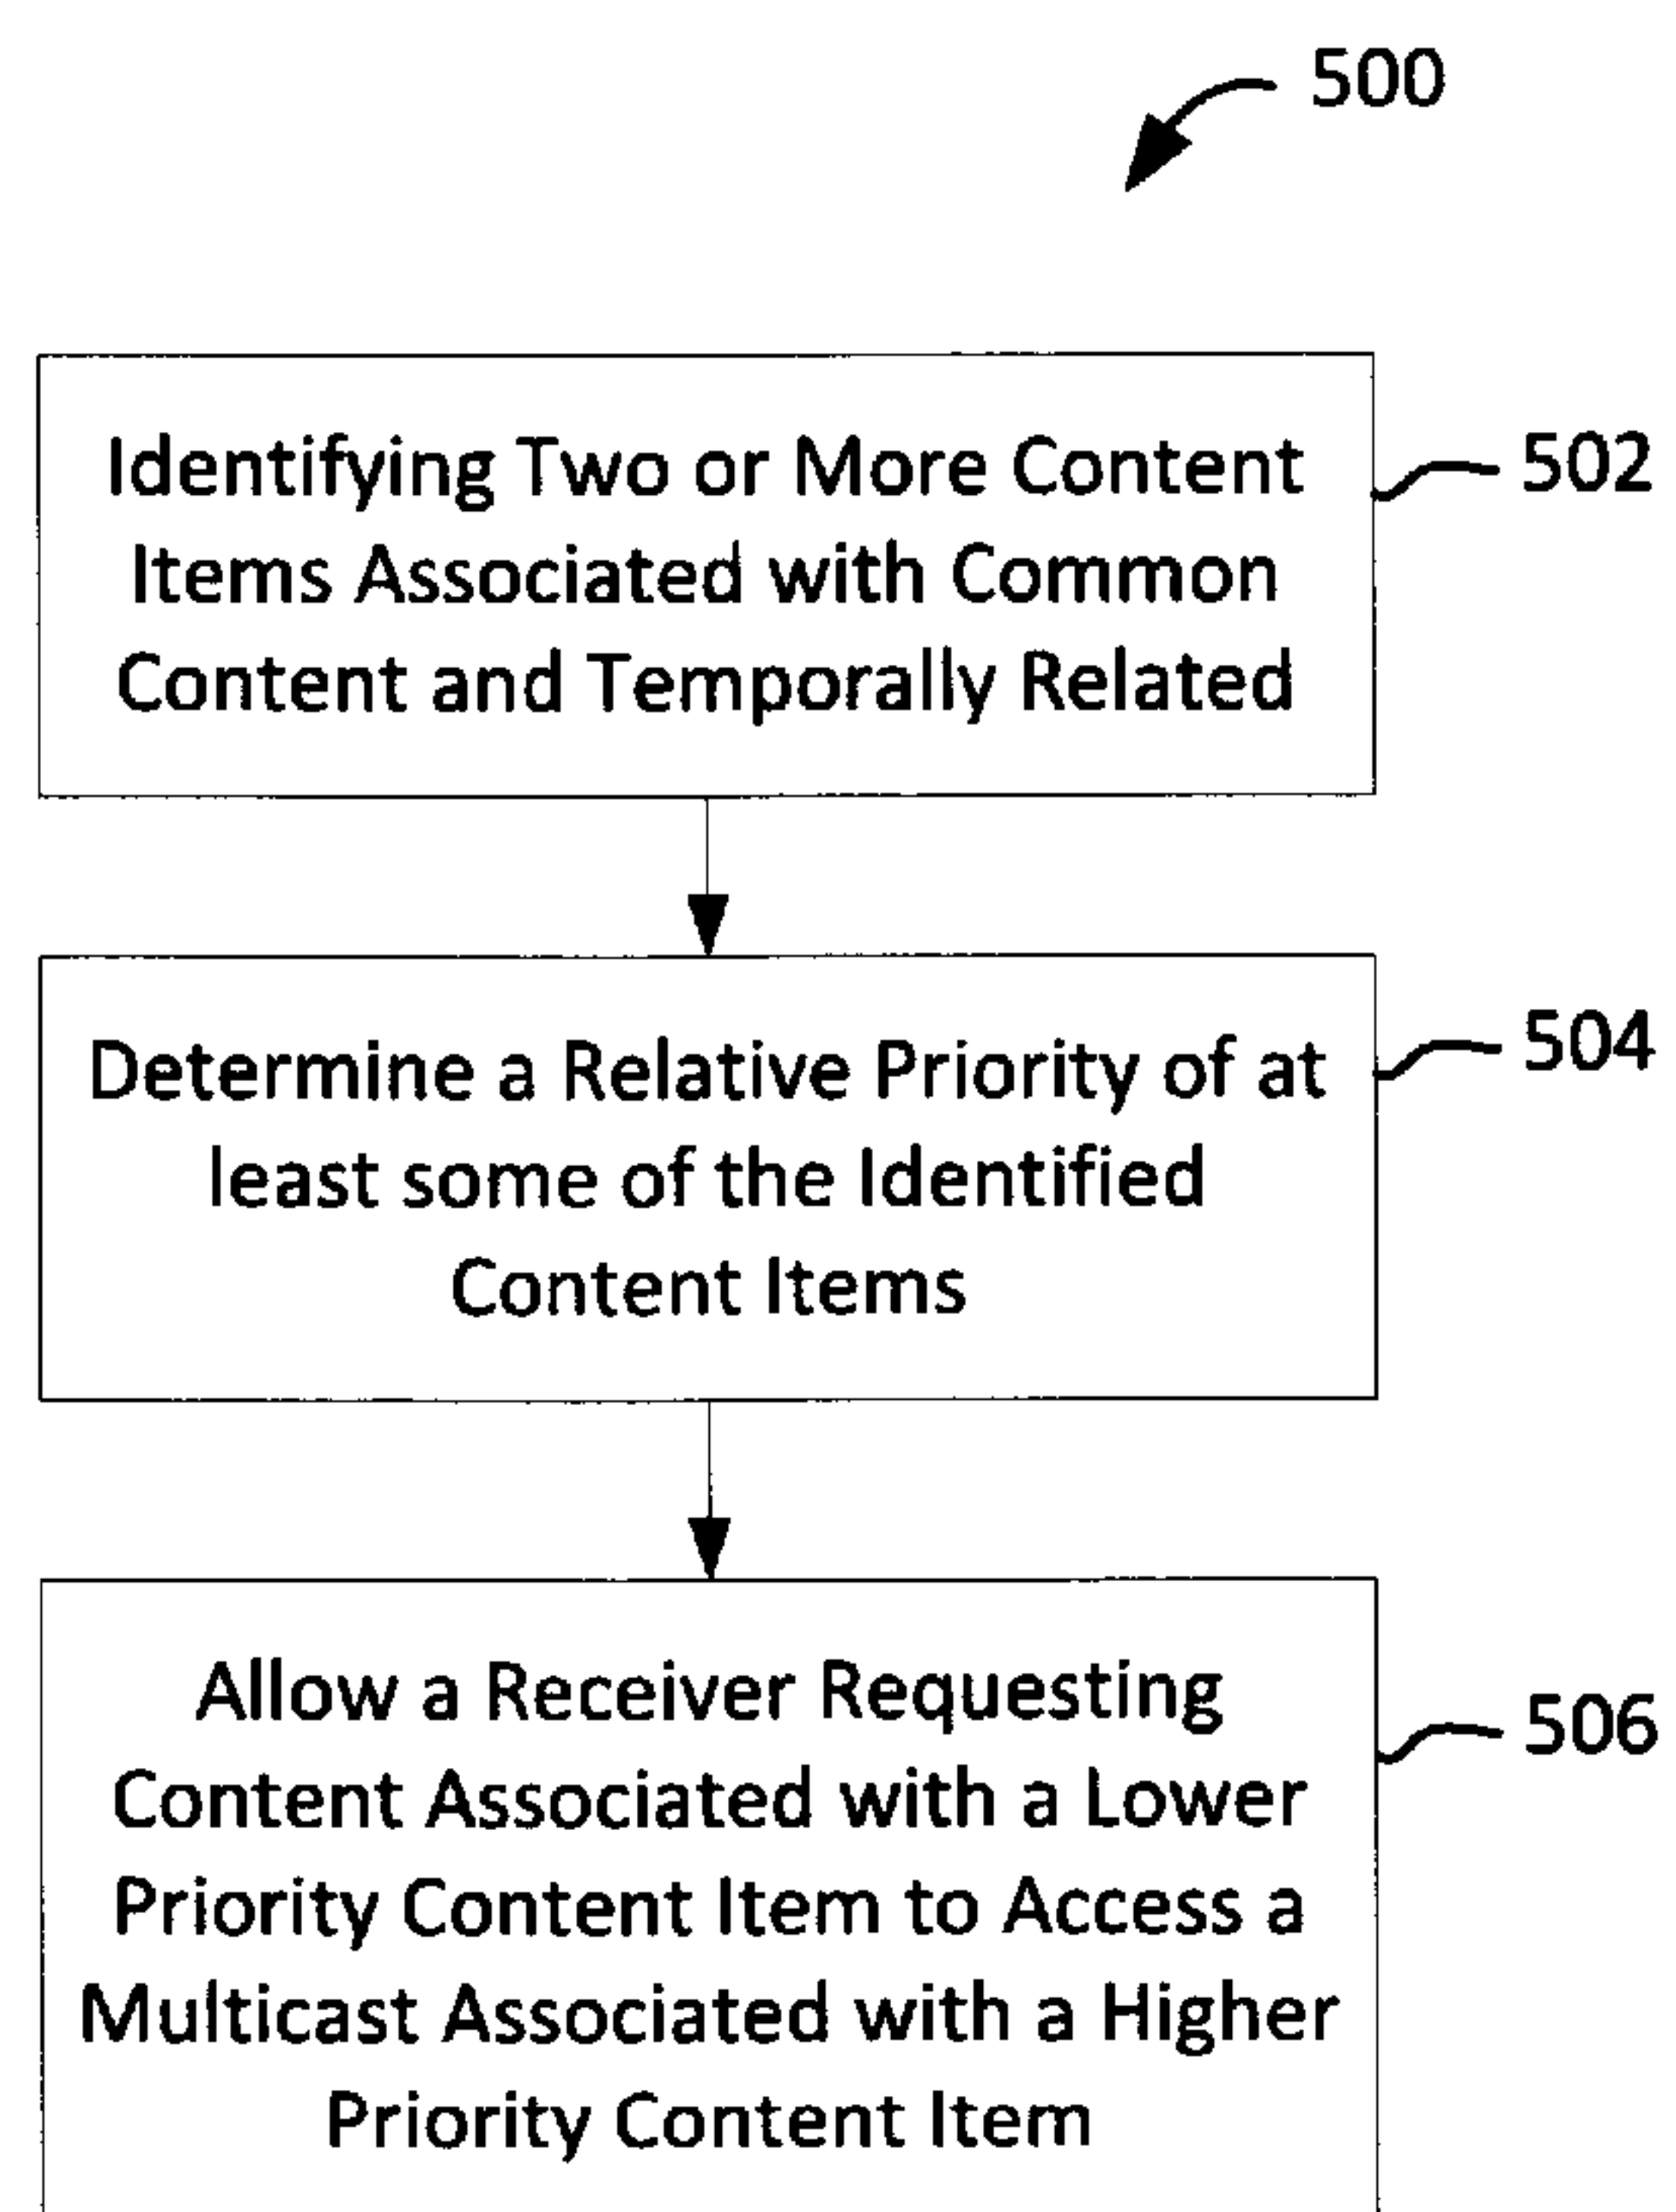 500
Identifying Two or More Content
Items Associated with Common
Content and Temporally Related
502
Determine a Relative Priority of at
least some of the Identified
Content Items
504
Allow a Receiver Requesting
Content Associated with a Lower
Priority Content Item to Access a
Multicast Associated with a Higher
Priority Content Item
506